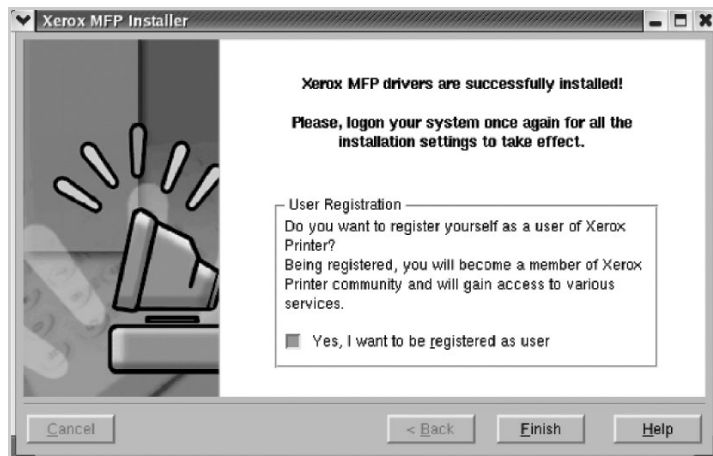 Xerox MFP Installer
Xerox MFP drivers are successfully installed!
Please, logon your system once again for all the
installation settings to take effect.
User Registration
Do you want to register yourself as a user of Xerox
Printer?
Being registered, you will become a member of Xerox
Printer community and will gain access to various
services.
Yes, I want to be registered as user
Cancel
< Back
Finish
Help